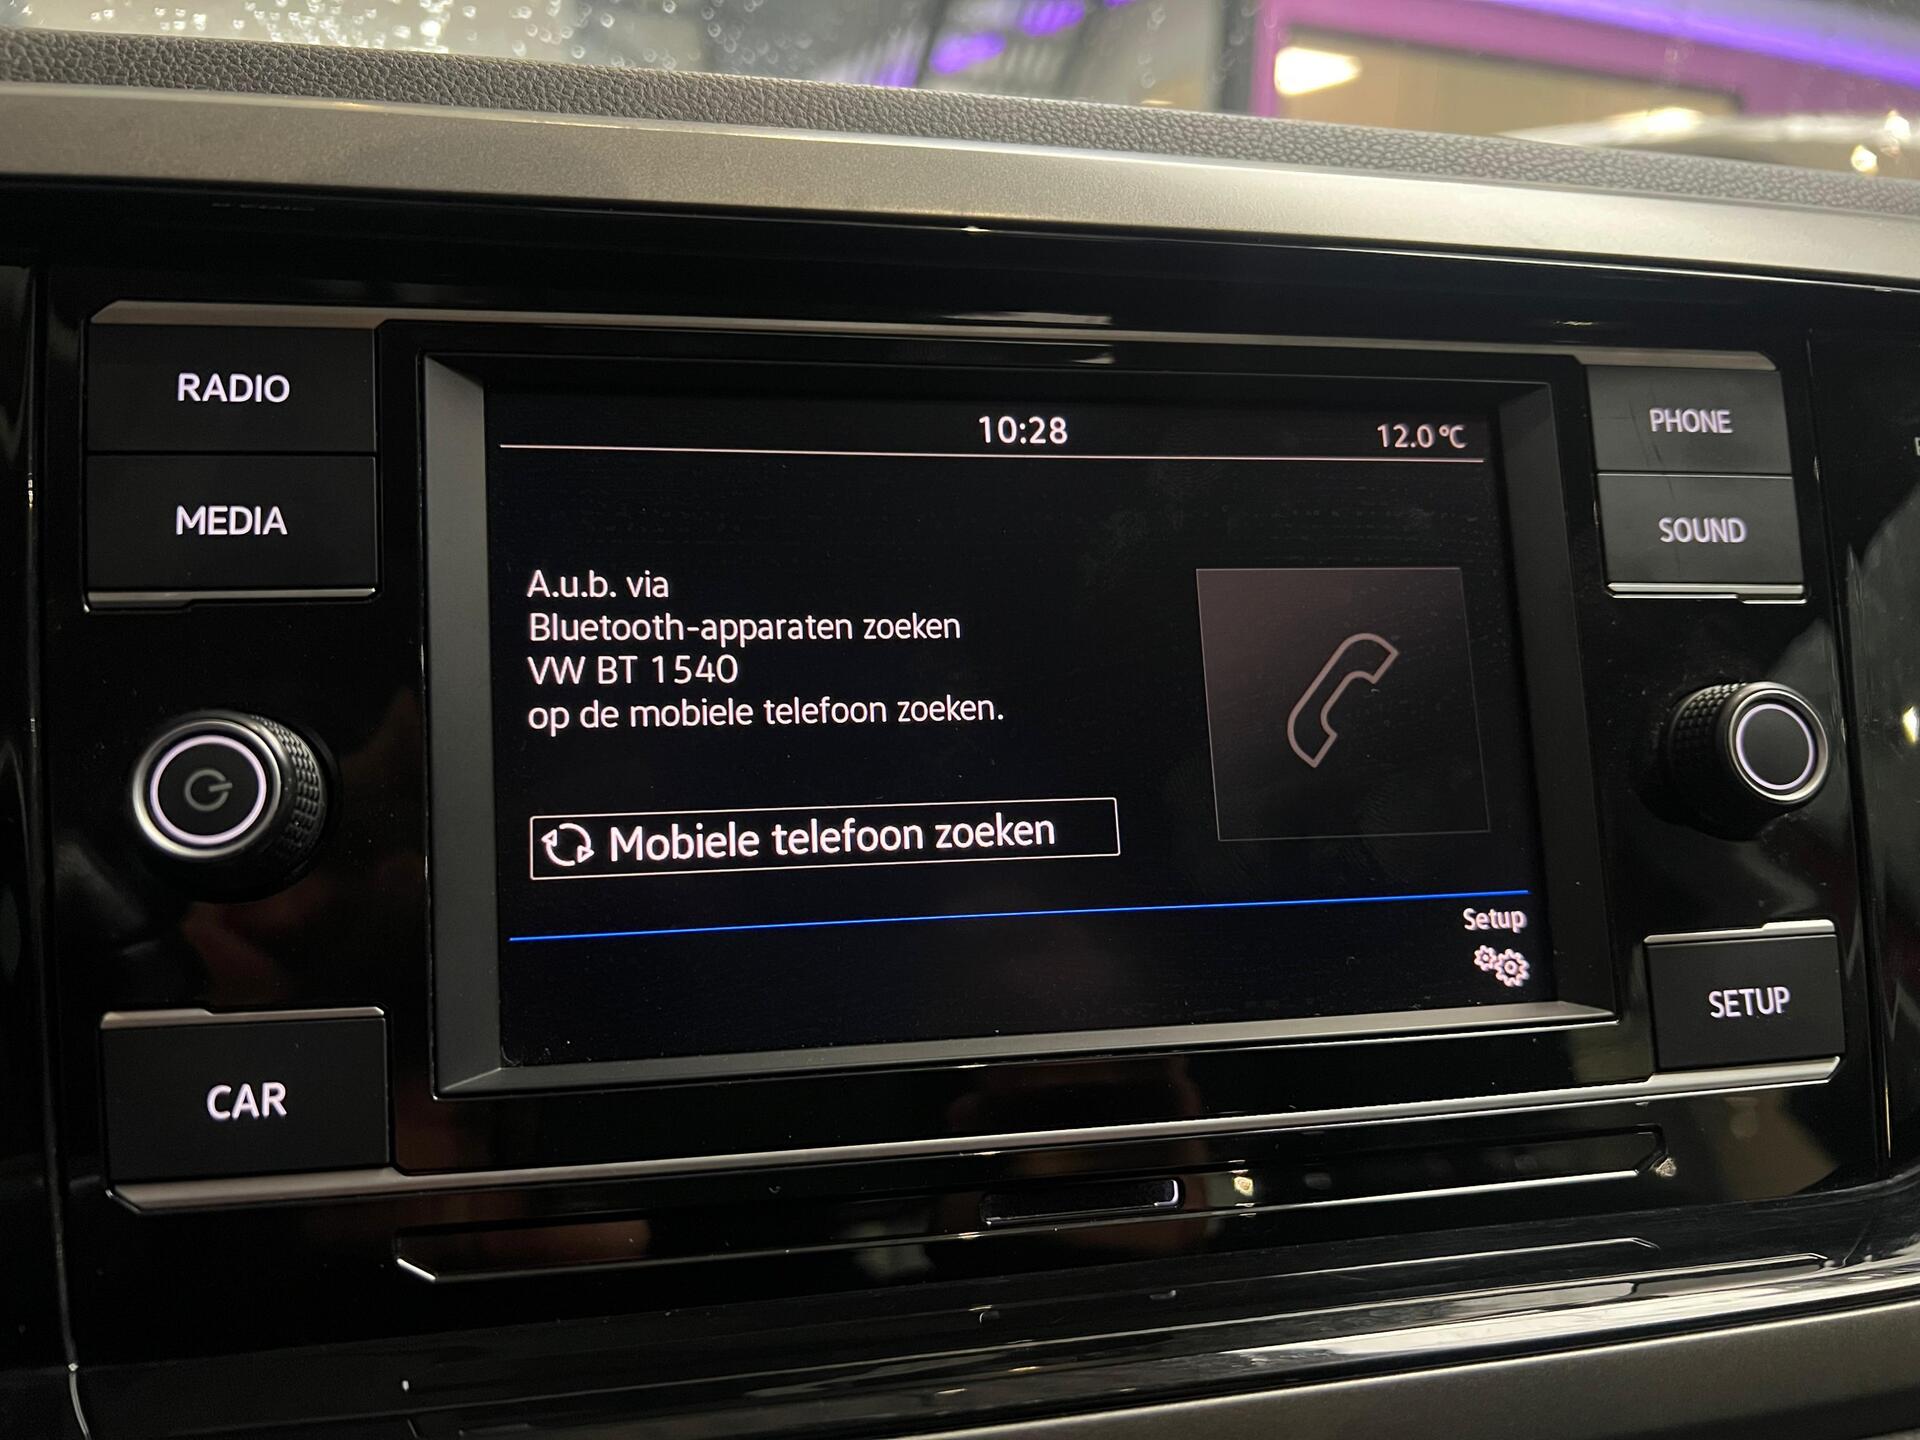 RADIO
MEDIA
CAR
10:28
12.0 °C
A.u.b. via
Bluetooth-apparaten zoeken
VW BT 1540
op de mobiele telefoon zoeken.
Mobiele telefoon zoeken
Setup
PHONE
SOUND
SETUP